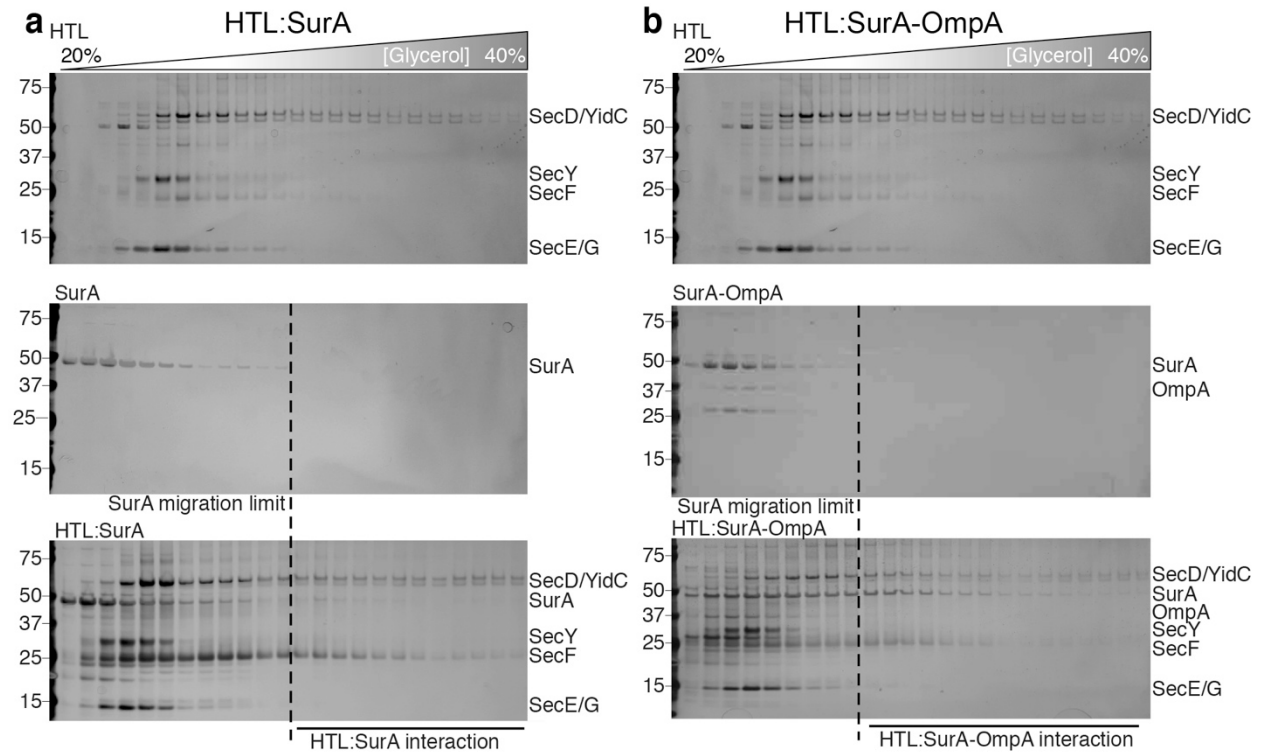 a
HTL
HTL:SurA
20%
[Glycerol] 40%
75
50
37
25
15
SecD/YidC
SecY
SecF
SecE/G
SurA
75
50
37
25
15
SurA
SurA migration limit
HTL:SurA
75
50
37
25
15
SecD/YidC
SurA
SecY
SecF
SecE/G
HTL:SurA interaction
b
HTL
HTL:SurA-OmpA
20%
[Glycerol] 40%
75
50
37
25
15
SecD/YidC
SecY
SecF
SecE/G
SurA-OmpA
75
50
37
25
15
SurA
OmpA
SurA migration limit
HTL:SurA-OmpA
75
50
37
25
15
SecD/YidC
SurA
OmpA
SecY
SecF
SecE/G
HTL:SurA-OmpA interaction